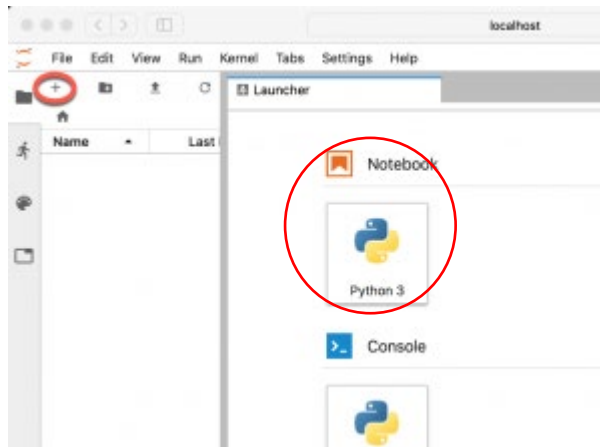 localhost
File Edit View Run Kernel Tabs Settings Help
Launcher
Name Last
Notebook
Python 3
Console